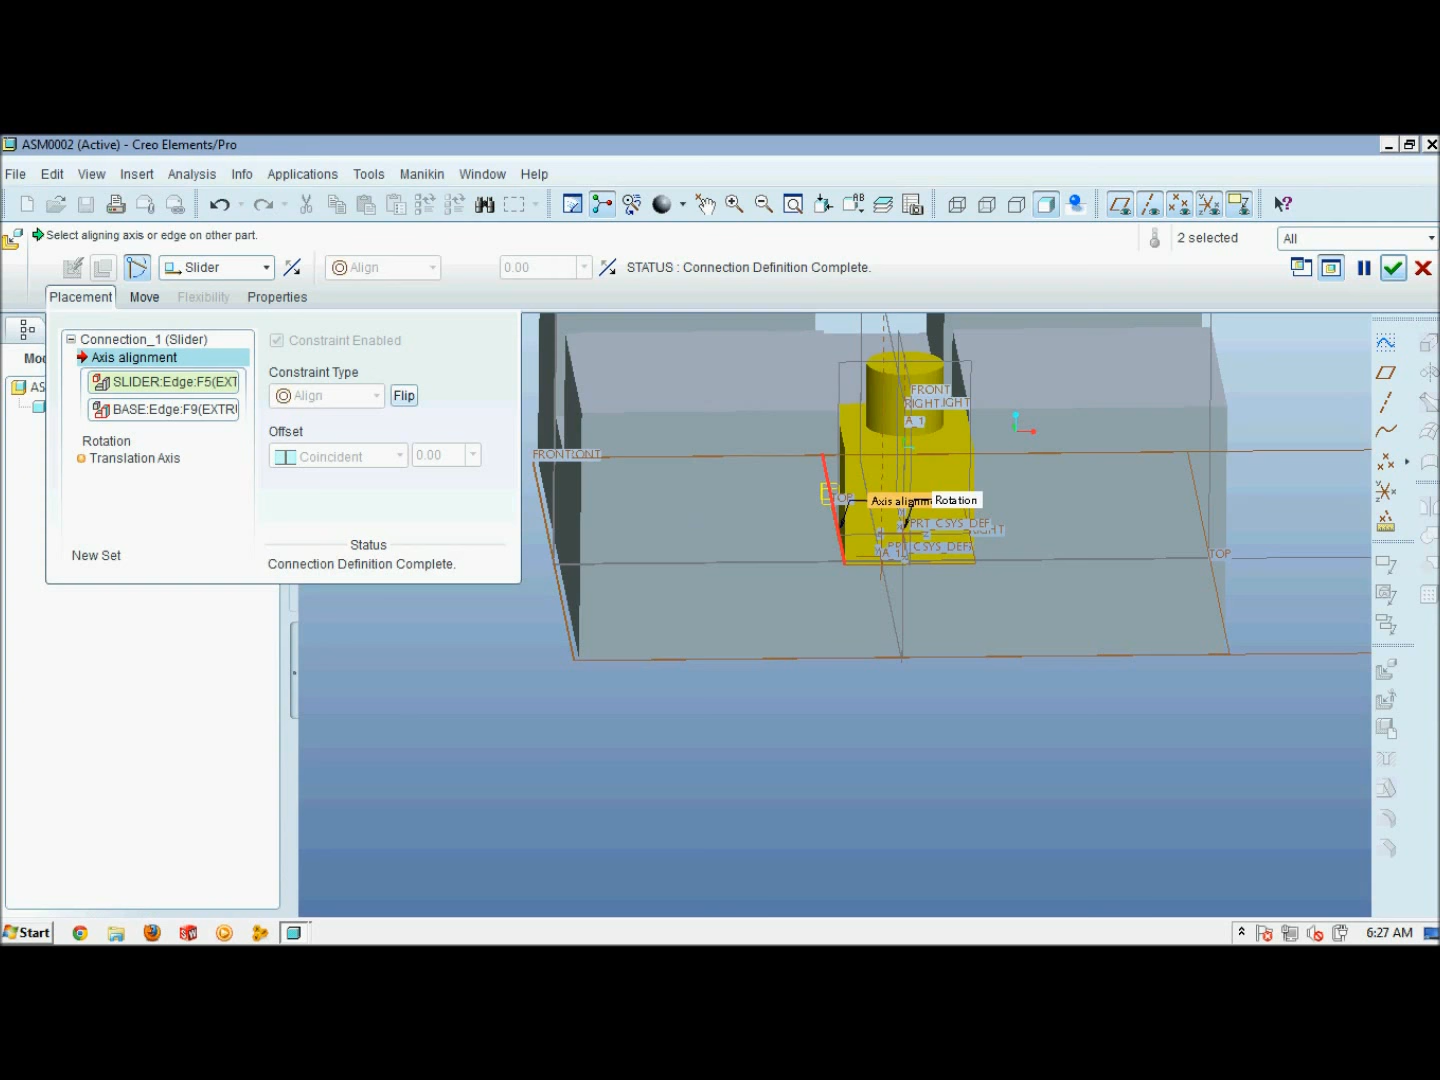 ASM0002 (Active) - Creo Elements/Pro
File Edit View Insert Analysis Info Applications Tools Manikin Window Help
Select aligning axis or edge on other part.
2 selected
All
Slider
Align
0.00
STATUS : Connection Definition Complete.
Placement Move Flexibility Properties
Connection_1 (Slider)
Axis alignment
SLIDER:Edge:F5(EXT
BASE:Edge:F9(EXTR
Rotation
Translation Axis
New Set
Constraint Enabled
Constraint Type
Align
Flip
Offset
Coincident
0.00
Status
Connection Definition Complete.
AS
FRONT
A_1
Rotation
TOP
Start
6:27 AM